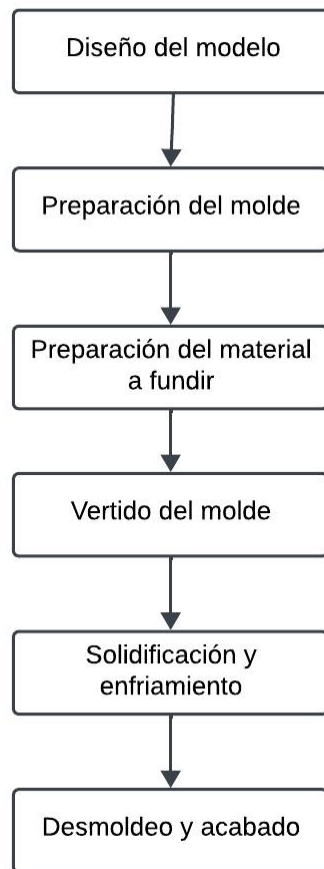 Diseño del modelo
Preparación del molde
Preparación del material
a fundir
Vertido del molde
Solidificación y
enfriamiento
Desmoldeo y acabado